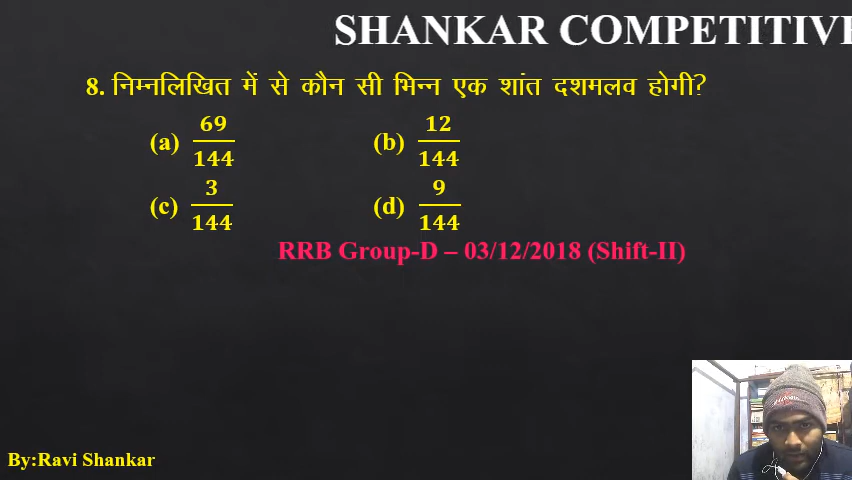 SHANKAR COMPETITIVE
8. निम्नलिखित में से कौन सी भिन्न एक शांत दशमलव होगी?
(a) 69/144 (b) 12/144
(c) 3/144 (d) 9/144
RRB Group-D – 03/12/2018 (Shift-II)
By:Ravi Shankar